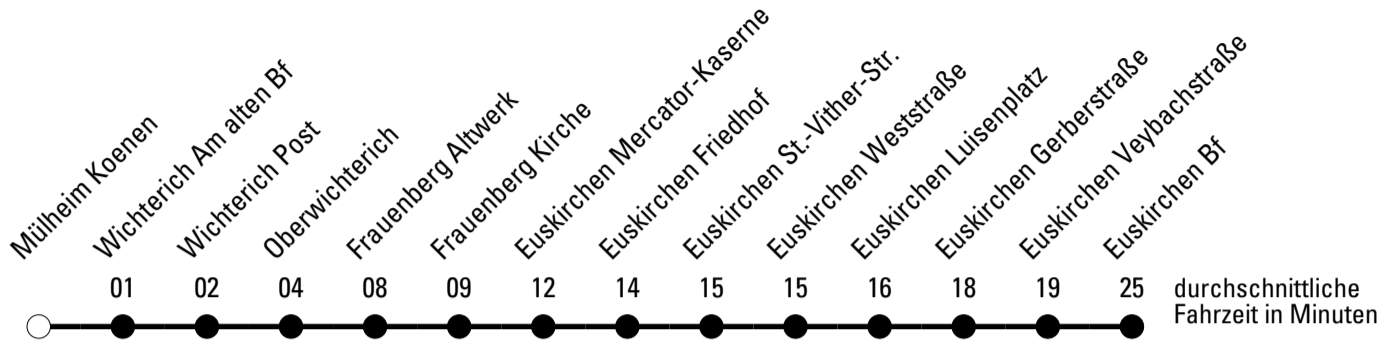 Mülheim Koenen
Wichterich Am alten Bf
Wichterich Post
Oberwichterich
Frauenberg Altwerk
Frauenberg Kirche
Euskirchen Mercator-Kaserne
Euskirchen Friedhof
Euskirchen St.-Vither-Str.
Euskirchen Weststraße
Euskirchen Luisenplatz
Euskirchen Gerberstraße
Euskirchen Veybachstraße
Euskirchen Bf
01 02 04 08 09 12 14 15 15 16 18 19 25
durchschnittliche
Fahrzeit in Minuten